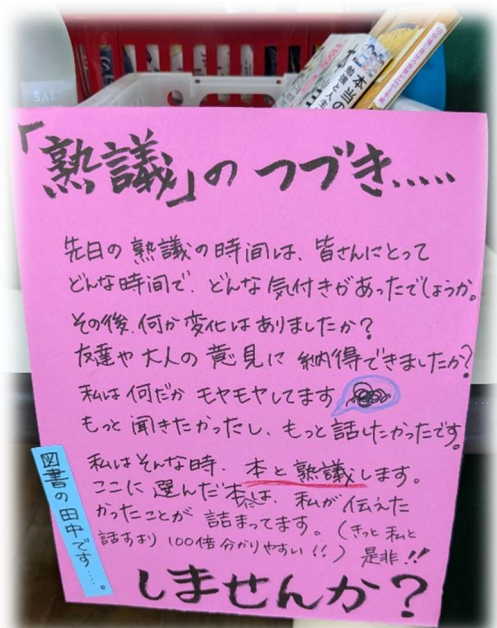 「熟議」のつづき.....
先日の熟議の時間は、皆さんにとって
どんな時間で、どんな気付きがあったでしょうか。
その後、何か変化はありましたか？
友達や大人の意見に納得できましたか？
私は何だかモヤモヤしてます
もっと聞きたかったし、もっと話したかったです。
私はそんな時、本と熟議します。
ここに選んだ本は、私が伝えた
かったことが詰まってます。(きっと私と
話すより100倍分かりやすい!!) 是非!!
しませんか？
図書の田中です....。
本当の